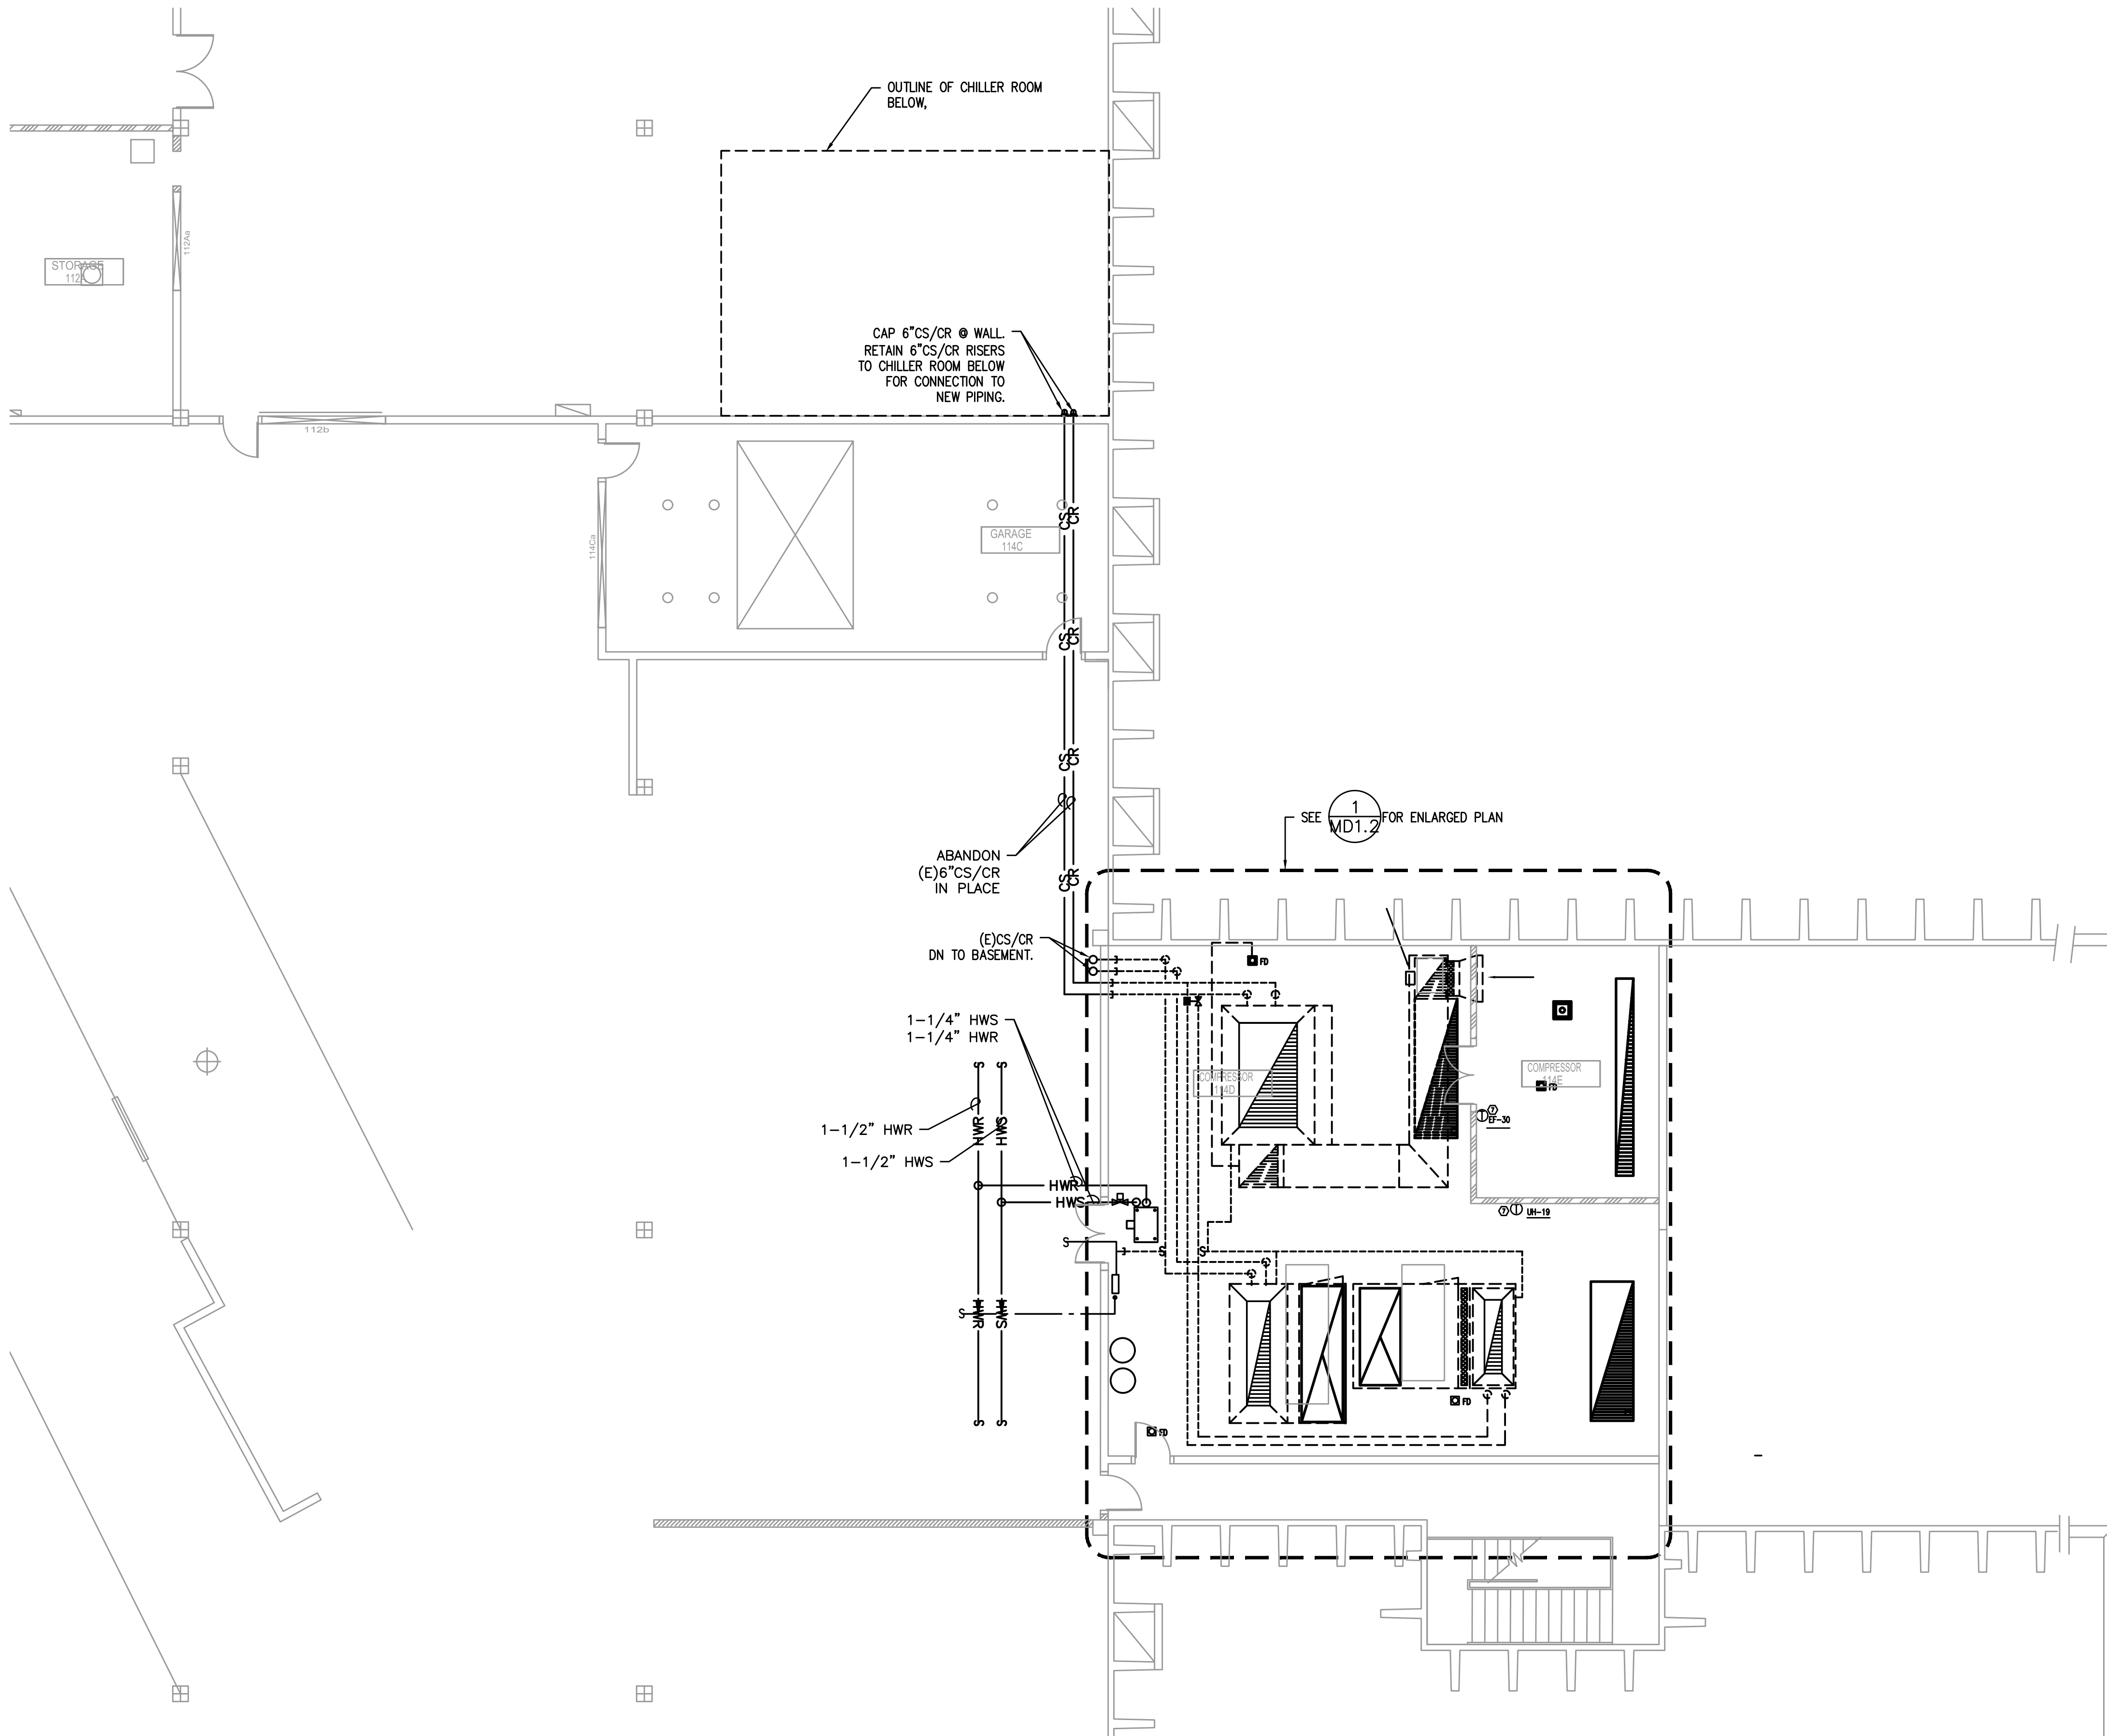 OUTLINE OF CHILLER ROOM
BELOW,
112Aa
STORAGE
112
CAP 6"CS/CR @ WALL.
RETAIN 6"CS/CR RISERS
TO CHILLER ROOM BELOW
FOR CONNECTION TO
NEW PIPING.
112b
CS
CR
GARAGE
114C
114Ca
CS
CR
CS
CR
SEE 1 FOR ENLARGED PLAN
MD1.2
ABANDON
(E)6"CS/CR
IN PLACE
CS
CR
(E)CS/CR
DN TO BASEMENT.
FD
1-1/4" HWS
1-1/4" HWR
S
S
COMPRESSOR
114D
COMPRESSOR
114E
FD
7
EF-30
1-1/2" HWR
HWR
HWS
1-1/2" HWS
HWR
HWS
7
UH-19
S
S
S
S
HWR
HWS
FD
FD
S
S